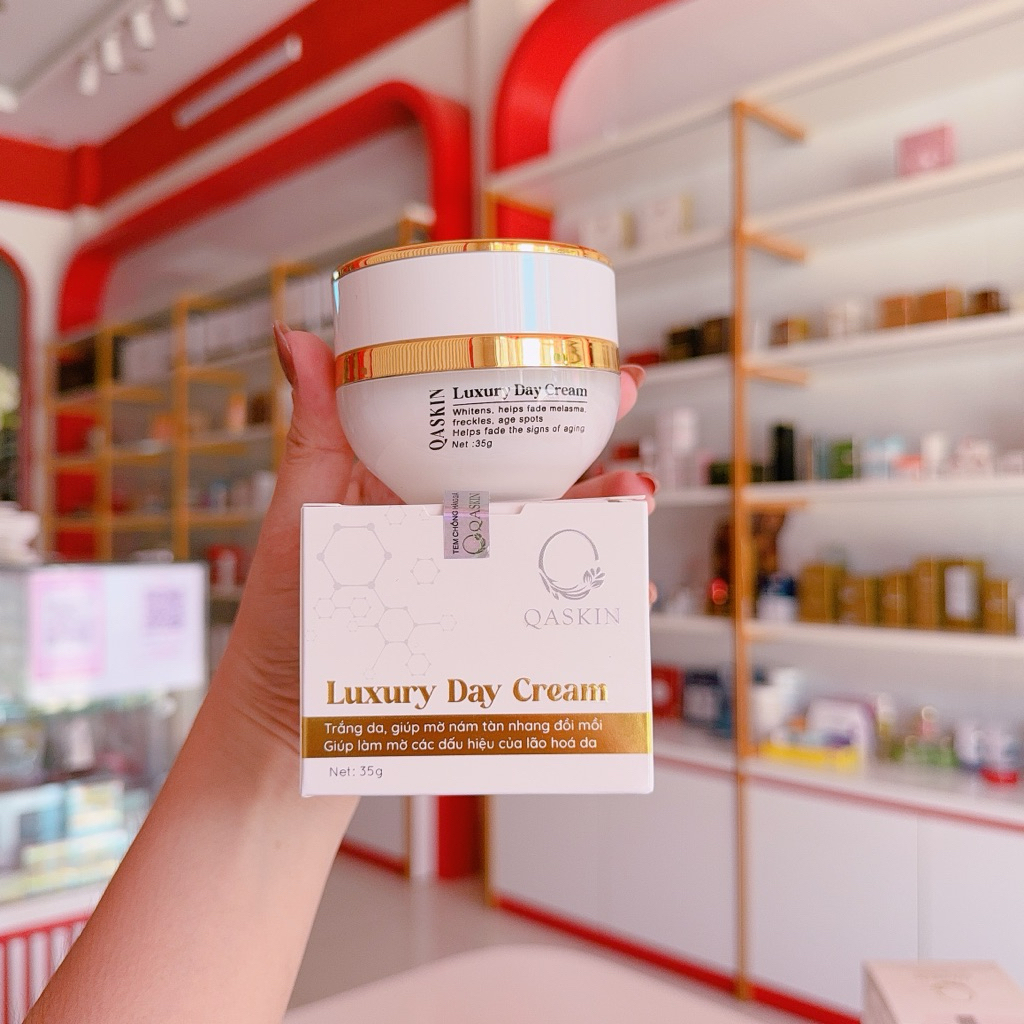 QASKIN
Luxury Day Cream
Whitens, helps fade melasma,
freckles, age spots
Helps fade the signs of aging
Net :35g
TEM CHỐNG HÀNG GIẢ
QASKIN
QASKIN
Luxury Day Cream
Trắng da, giúp mờ nám tàn nhang đồi mồi
Giúp làm mờ các dấu hiệu của lão hoá da
Net: 35g